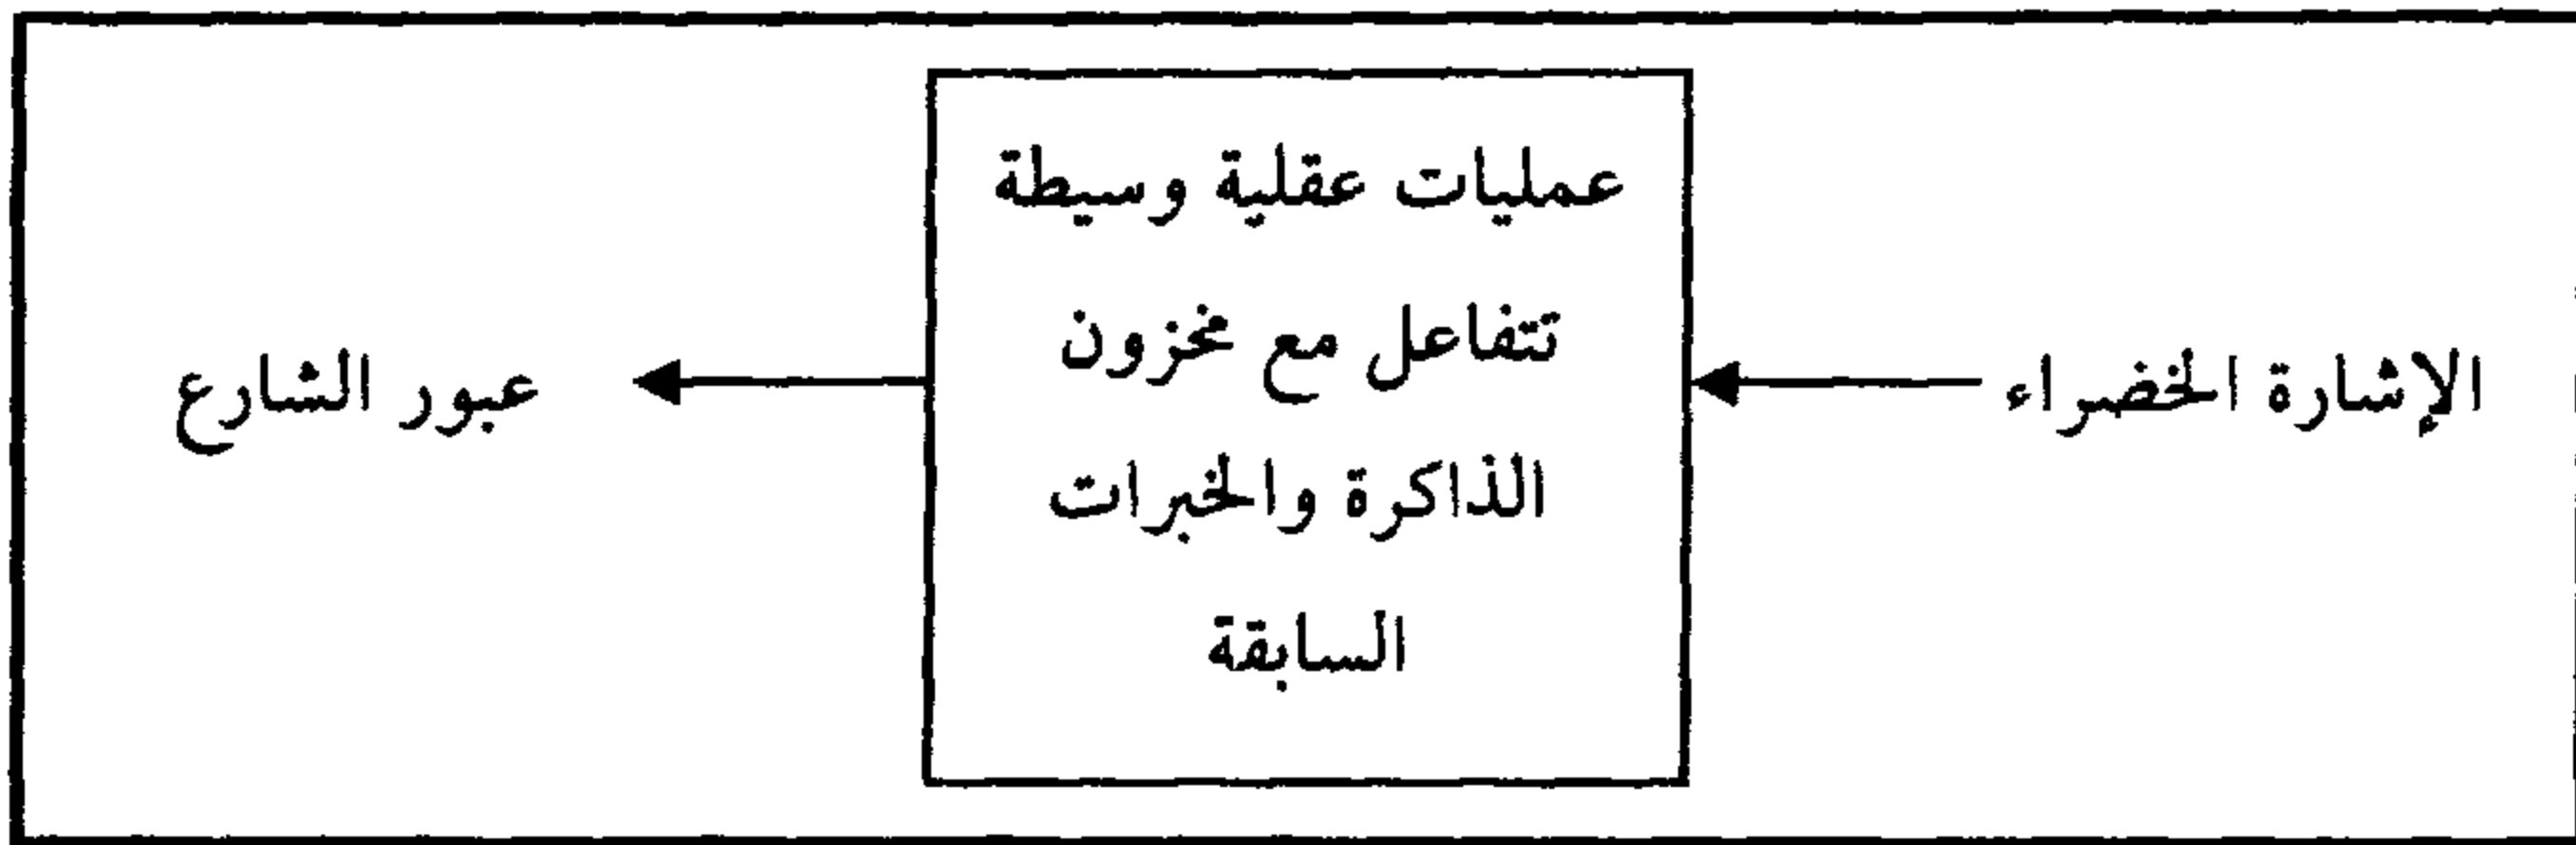 الإشارة الخضراء
عمليات عقلية وسيطة
تتفاعل مع مخزون
الذاكرة والخبرات
السابقة
عبور الشارع